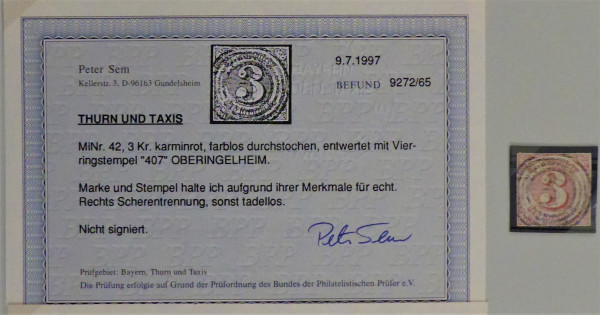 9.7.1997
Peter Sem
Kellerstr. 3, D-96163 Gundelsheim
BEFUND 9272/65
3
THURN UND TAXIS
MiNr. 42, 3 Kr. karminrot, farblos durchstochen, entwertet mit Vier-
ringstempel "407" OBERINGELHEIM.
Marke und Stempel halte ich aufgrund ihrer Merkmale für echt.
Rechts Scherentrennung, sonst tadellos.
Nicht signiert.
Peter Sem
Prüfgebiet: Bayern, Thurn und Taxis
Die Prüfung erfolgte auf Grund der Prüfordnung des Bundes der Philatelistischen Prüfer e.V.
3